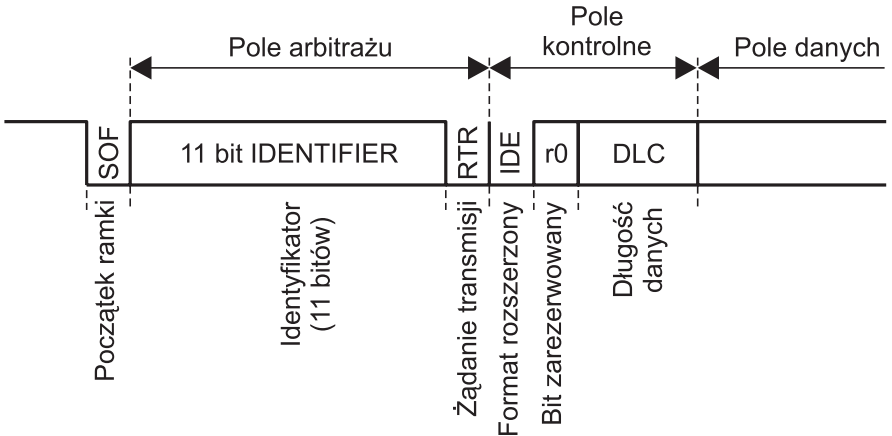 Pole arbitrażu
Pole
kontrolne
Pole danych
SOF
11 bit IDENTIFIER
RTR
IDE
r0
DLC
Początek ramki
Identyfikator
(11 bitów)
Żądanie transmisji
Format rozszerzony
Bit zarezerwowany
Długość
danych